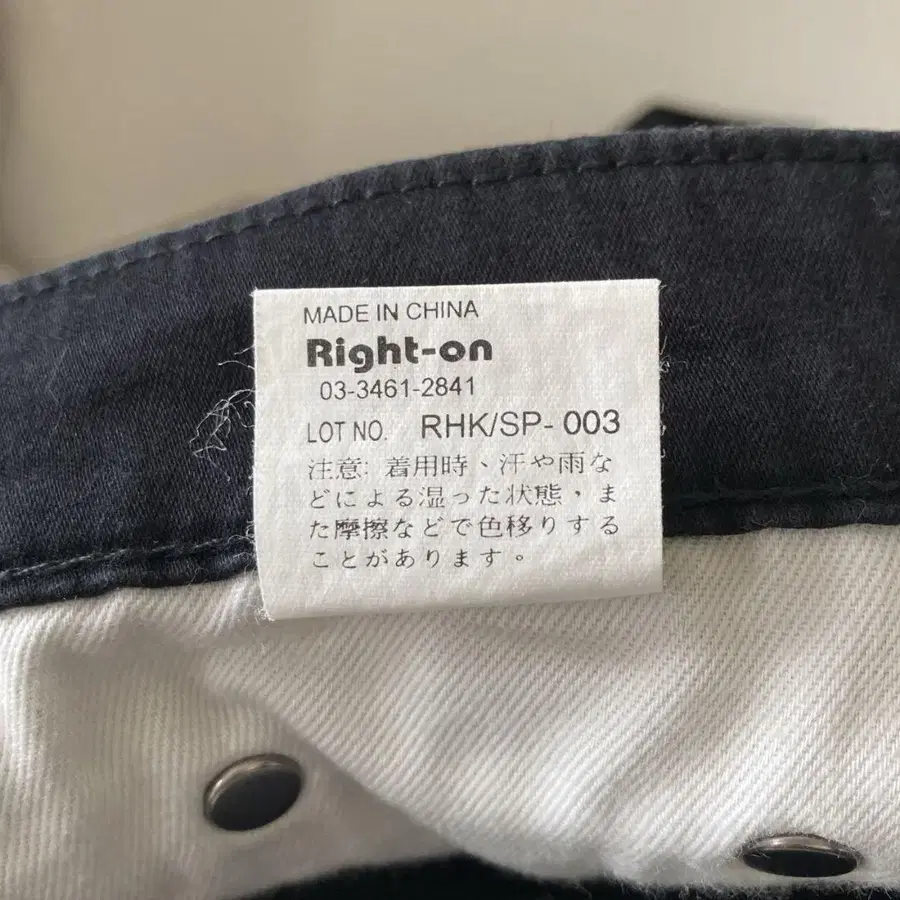 MADE IN CHINA
Right-on
03-3461-2841
LOT NO. RHK/SP- 003
注意: 着用時、汗や雨な
どによる湿った状態・ま
た摩擦などで色移りする
ことがあります。